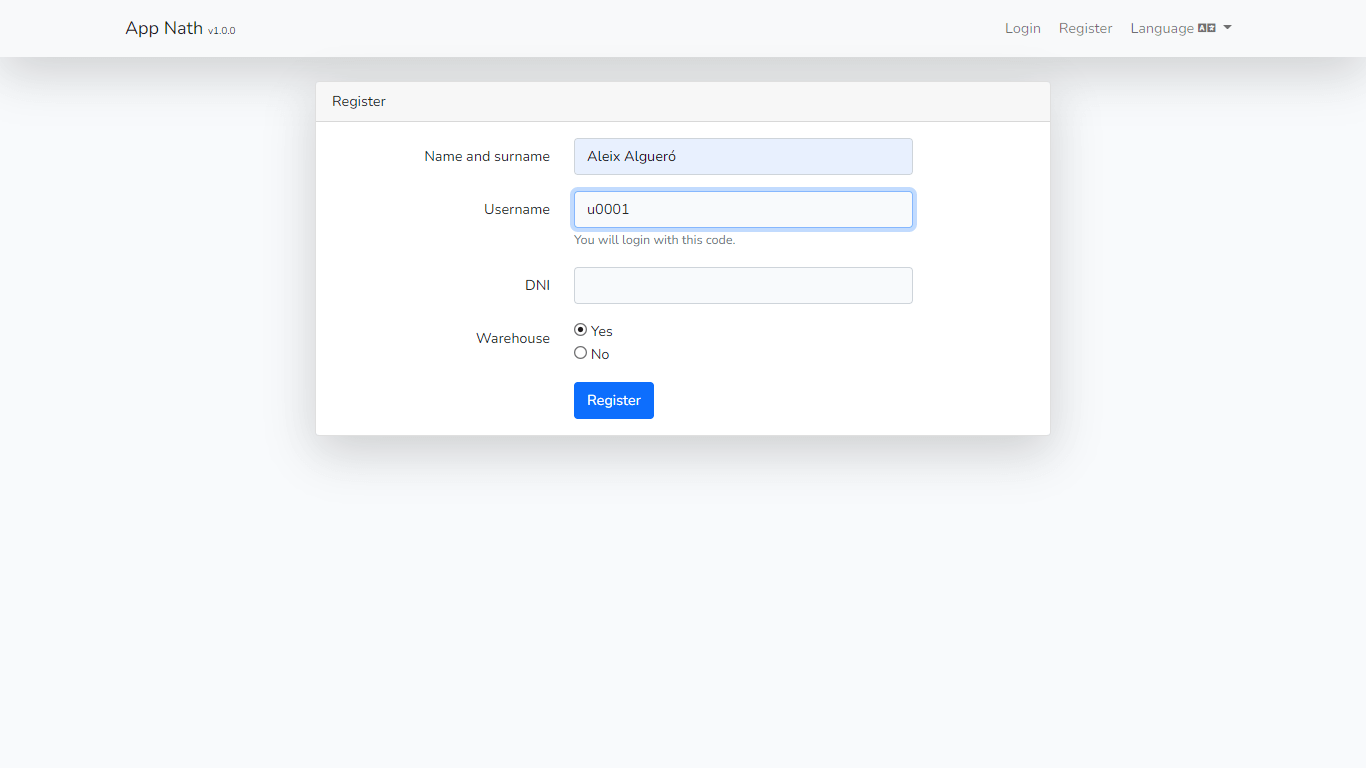 App Nath v1.0.0
Login Register Language
Register
Name and surname Aleix Algueró
Username u0001
You will login with this code.
DNI
Warehouse Yes
No
Register